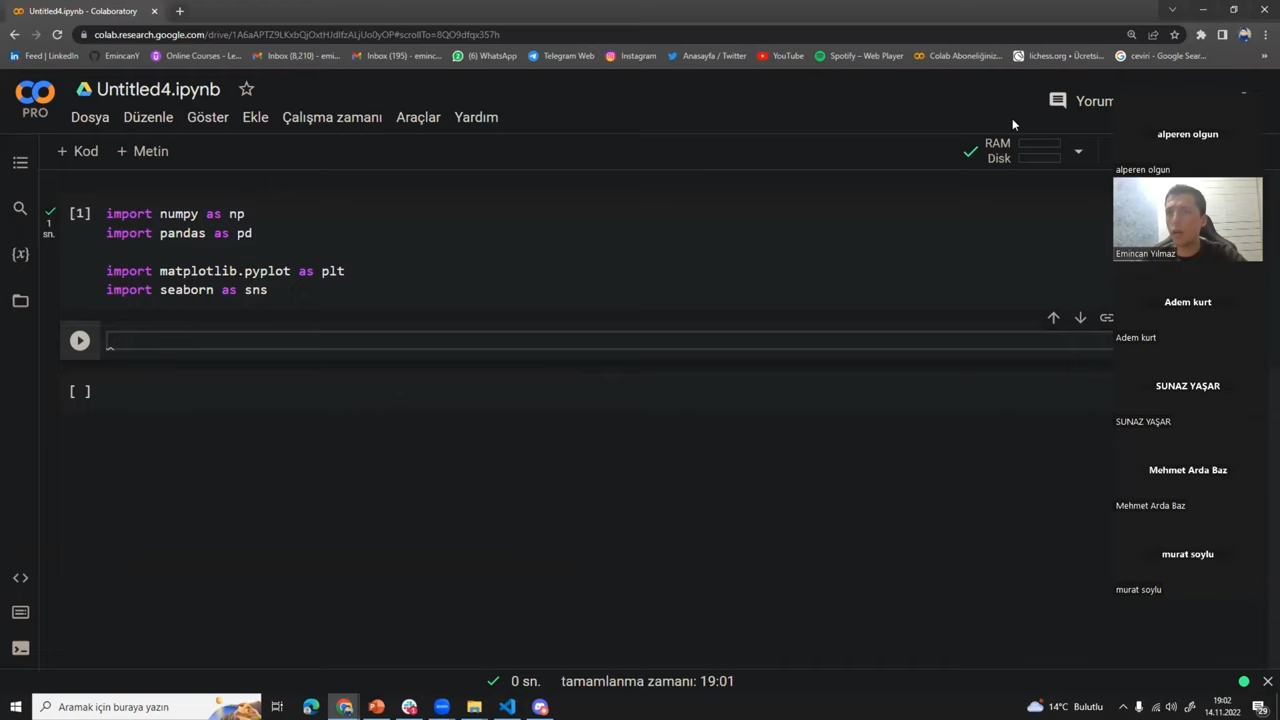 Untitled4.ipynb - Colaboratory
colab.research.google.com/drive/1A6aAPTZ9LKxbQjOxtHJdIfzALjUo0yOP#scrollTo=8QO9dfqx357h
Feed | LinkedIn
EmincanY
Online Courses - Le...
Inbox (8,210) - emi...
Inbox (195) - eminc...
(6) WhatsApp
Telegram Web
Instagram
Anasayfa / Twitter
YouTube
Spotify – Web Player
Colab Aboneliğiniz...
lichess.org • Ücretsi...
ceviri - Google Sear...
PRO
Untitled4.ipynb
Yorum
Dosya Düzenle Göster Ekle Çalışma zamanı Araçlar Yardım
+ Kod + Metin
RAM
Disk
[1] import numpy as np
1 sn.
import pandas as pd
import matplotlib.pyplot as plt
import seaborn as sns
[ ]
alperen olgun
alperen olgun
Emincan Yılmaz
Adem kurt
Adem kurt
SUNAZ YAŞAR
SUNAZ YAŞAR
Mehmet Arda Baz
Mehmet Arda Baz
murat soylu
murat soylu
0 sn. tamamlanma zamanı: 19:01
Aramak için buraya yazın
14°C Bulutlu
19:02
14.11.2022
29